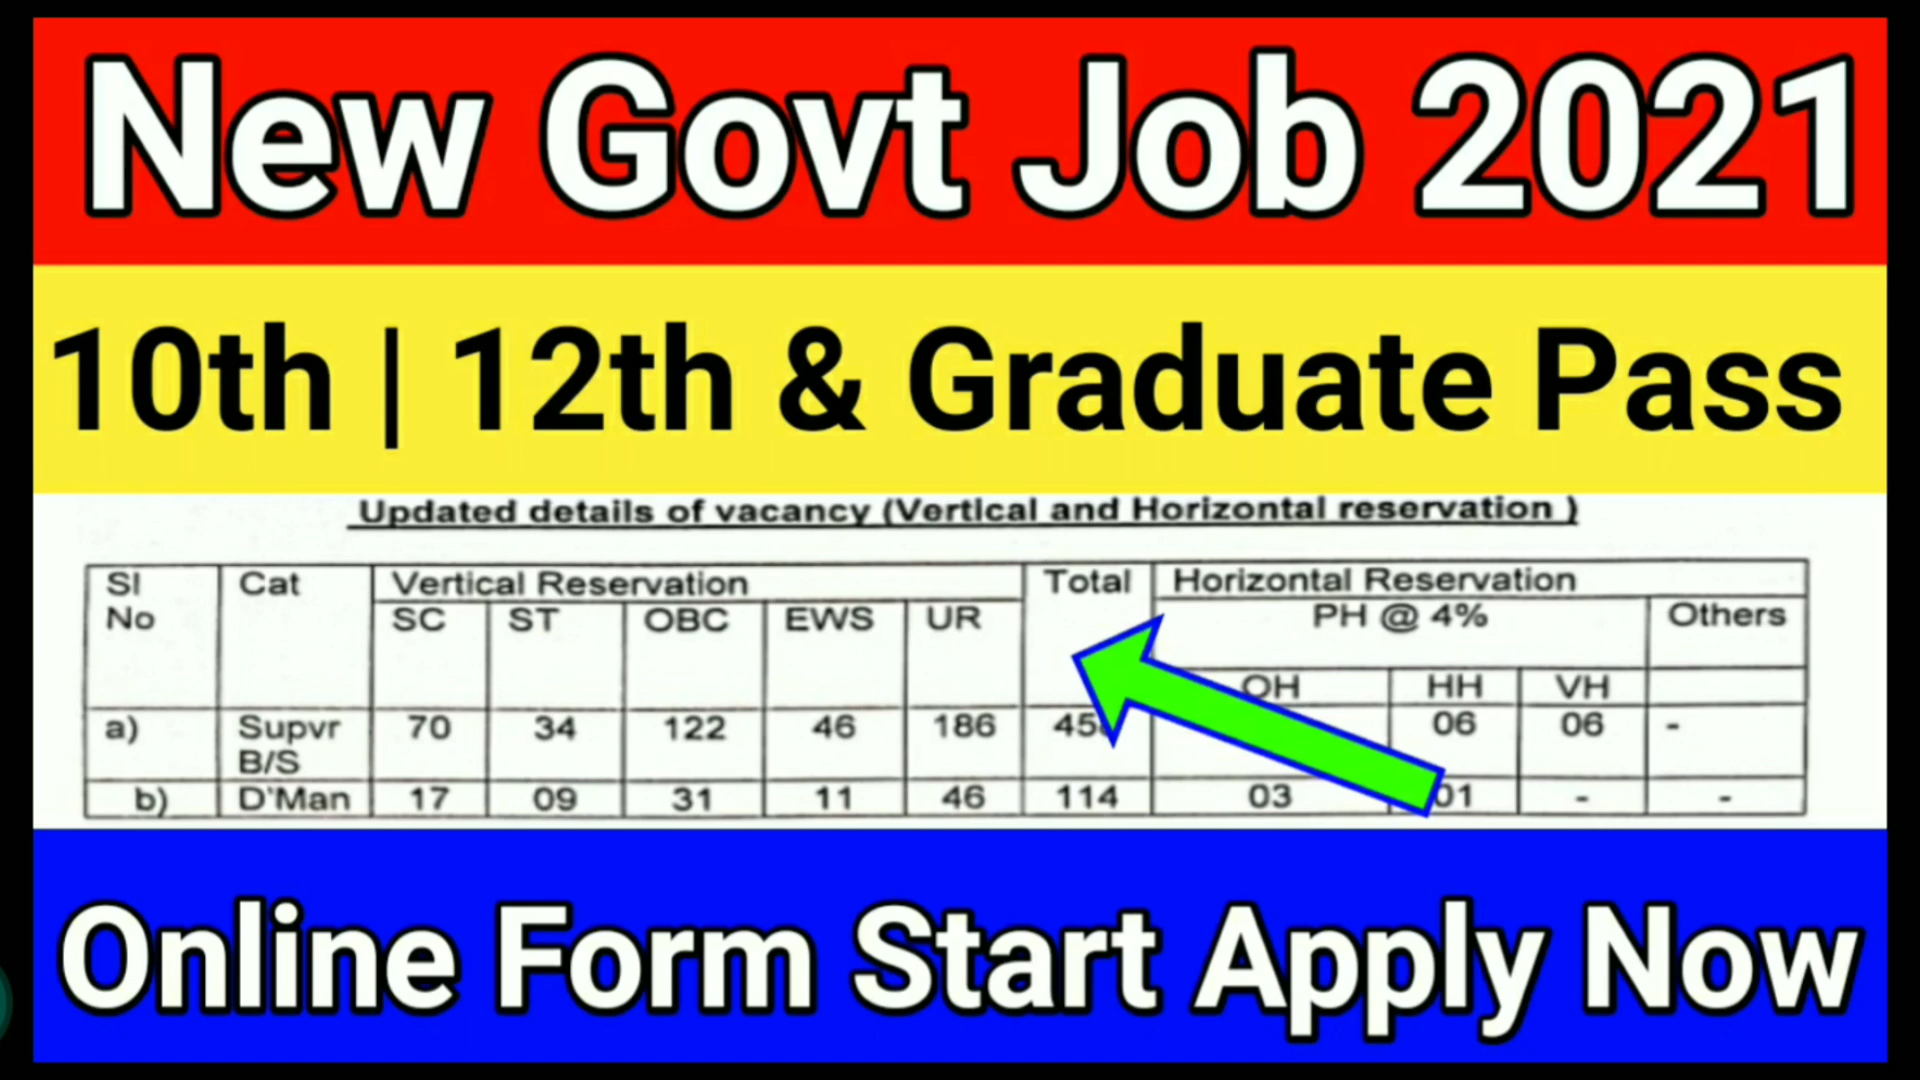 New Govt Job 2021
10th | 12th & Graduate Pass
Updated details of vacancy (Vertical and Horizontal reservation )
Sl No Cat Vertical Reservation Total Horizontal Reservation
SC ST OBC EWS UR PH @ 4% Others
OH HH VH
a) Supvr B/S 70 34 122 46 186 06 06 -
b) D'Man 17 09 31 11 46 114 03 01 - -
Online Form Start Apply Now